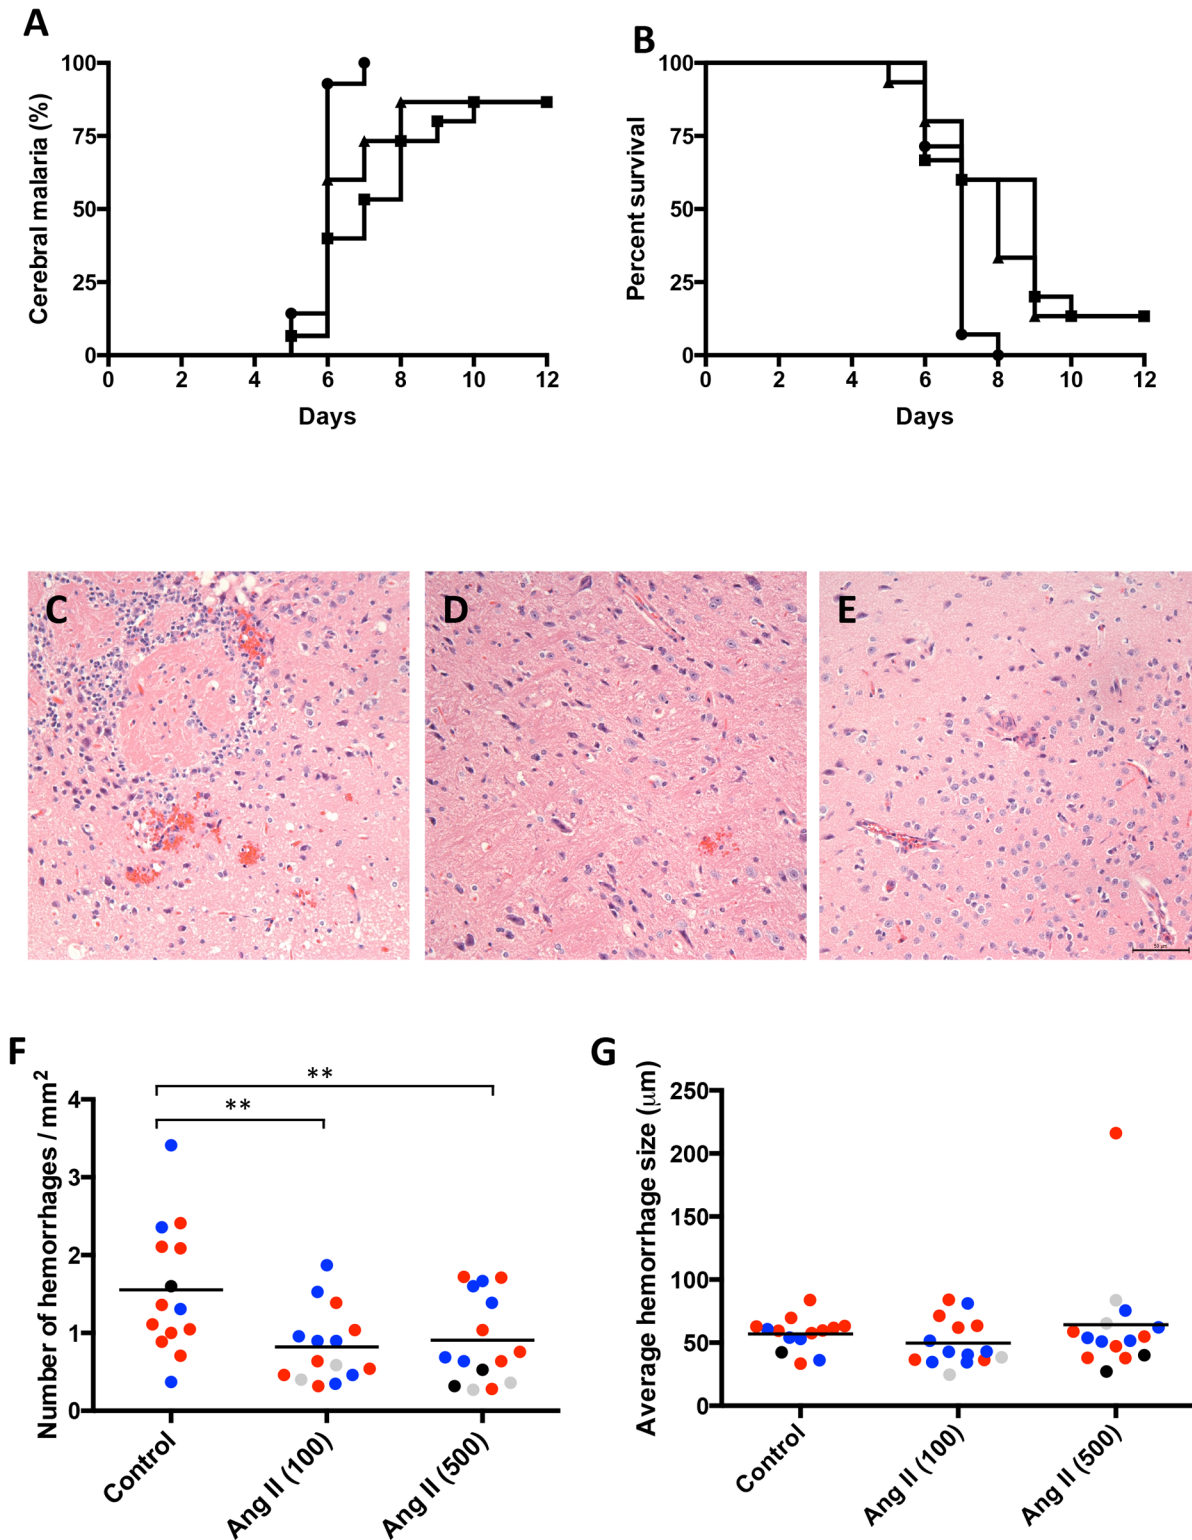 A
B
Cerebral malaria (%)
100
75
50
25
0
0 2 4 6 8 10 12
Days
Percent survival
100
75
50
25
0
0 2 4 6 8 10 12
Days
C
D
E
50 µm
F
G
Number of hemorrhages / mm²
4
3
2
1
0
**
**
Control
Ang II (100)
Ang II (500)
Average hemorrhage size (µm)
250
200
150
100
50
0
Control
Ang II (100)
Ang II (500)